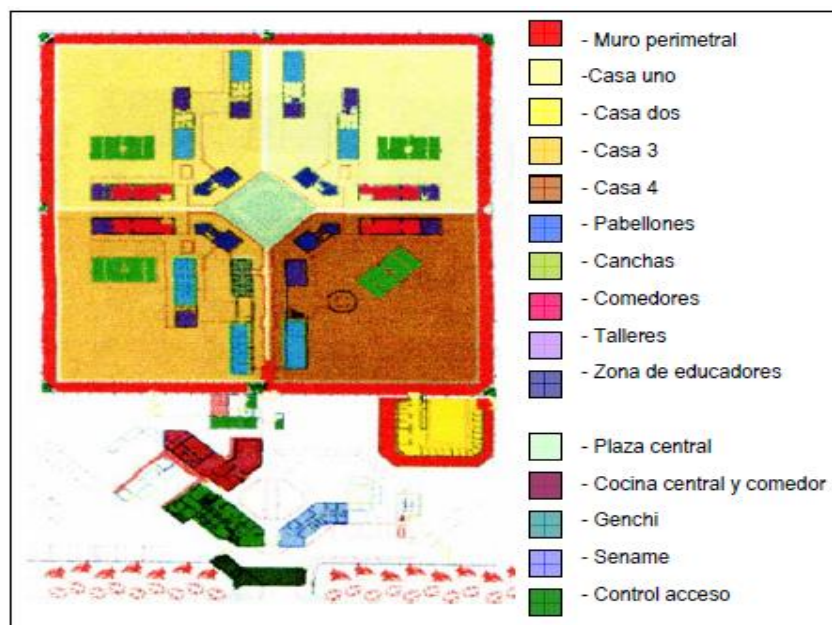 - Muro perimetral
-Casa uno
- Casa dos
- Casa 3
- Casa 4
- Pabellones
- Canchas
- Comedores
- Talleres
- Zona de educadores
- Plaza central
- Cocina central y comedor
- Genchi
- Sename
- Control acceso